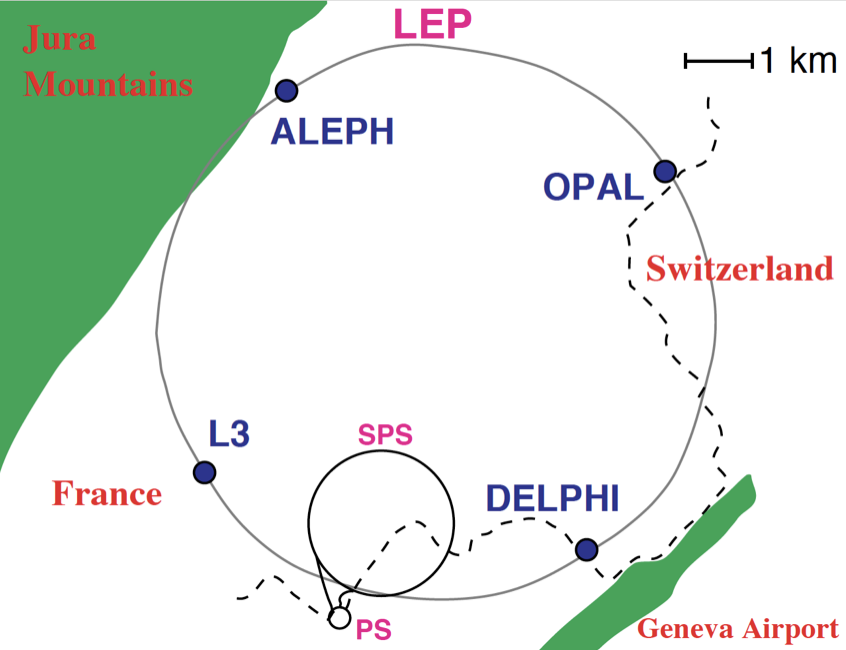 LEP
Jura
Mountains
1 km
ALEPH
OPAL
Switzerland
L3
SPS
France
DELPHI
PS
Geneva Airport